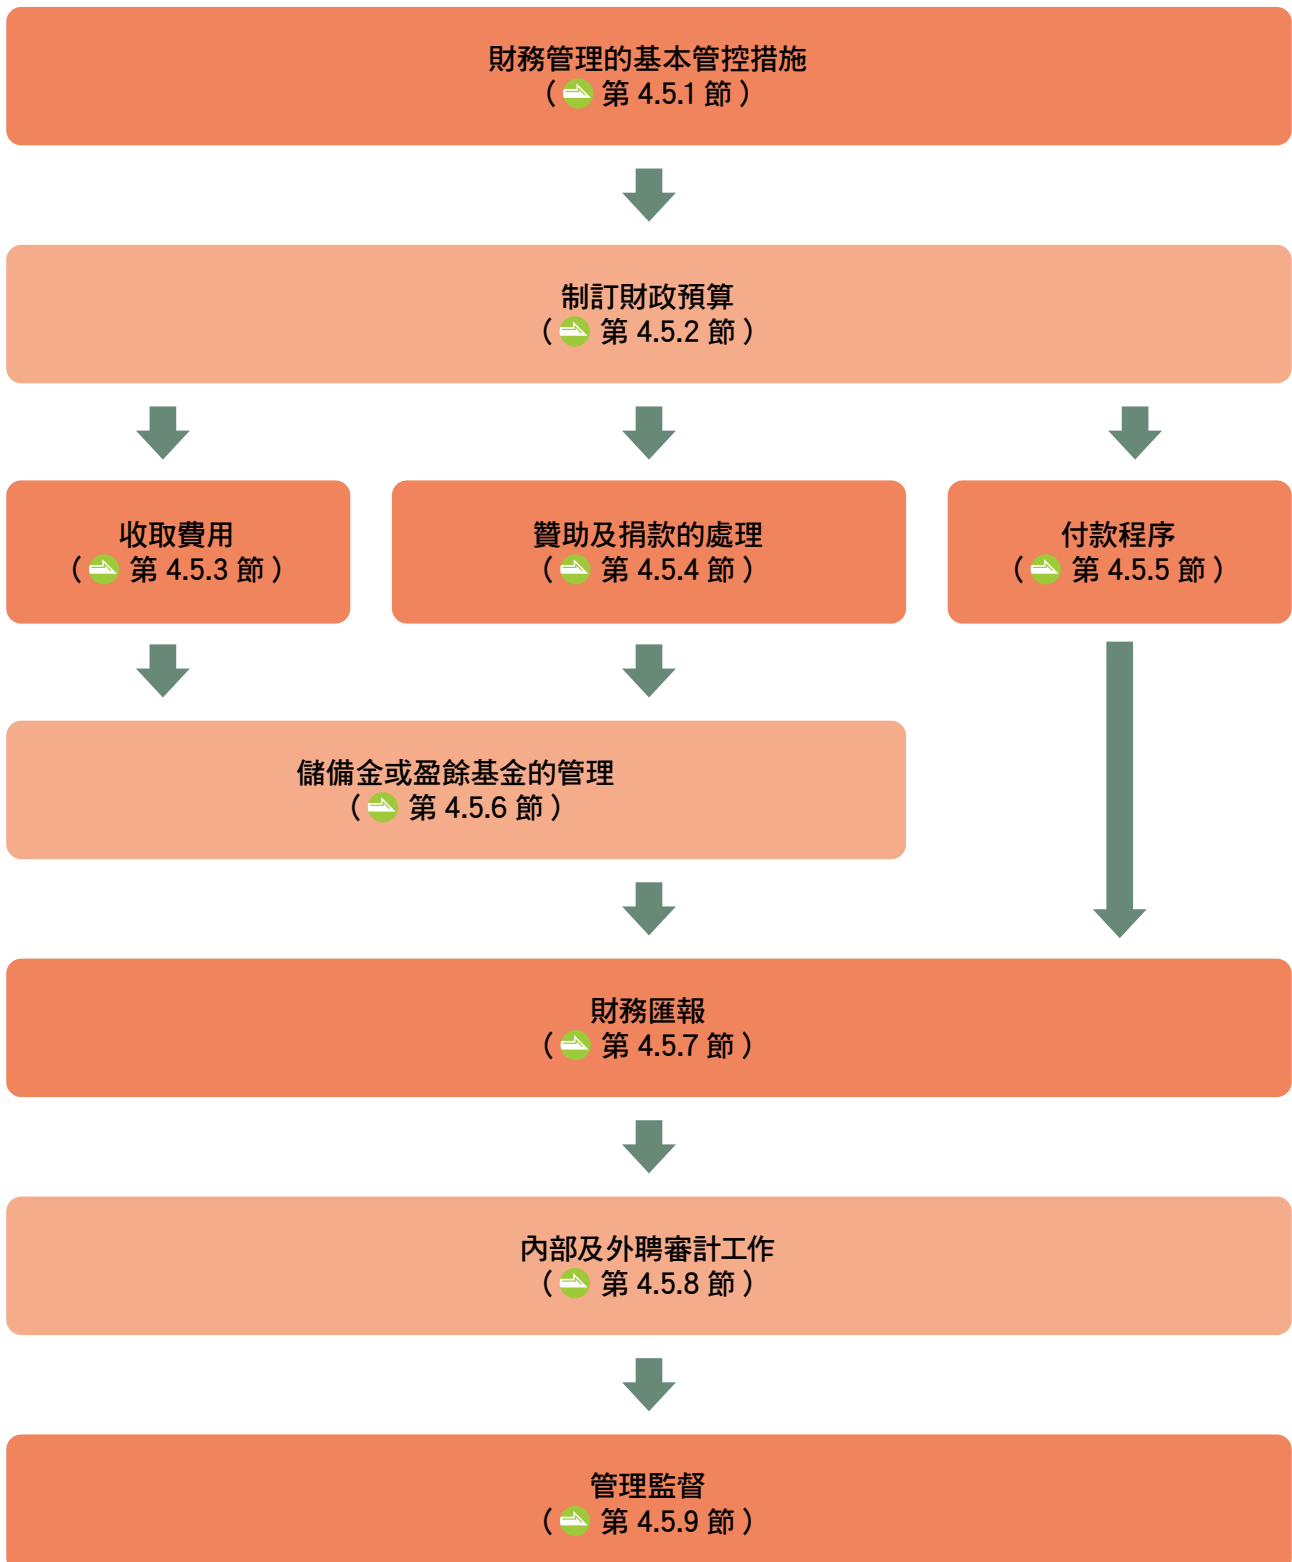 財務管理的基本管控措施
( 第 4.5.1 節 )
制訂財政預算
( 第 4.5.2 節 )
收取費用
( 第 4.5.3 節 )
贊助及捐款的處理
( 第 4.5.4 節 )
付款程序
( 第 4.5.5 節 )
儲備金或盈餘基金的管理
( 第 4.5.6 節 )
財務匯報
( 第 4.5.7 節 )
內部及外聘審計工作
( 第 4.5.8 節 )
管理監督
( 第 4.5.9 節 )